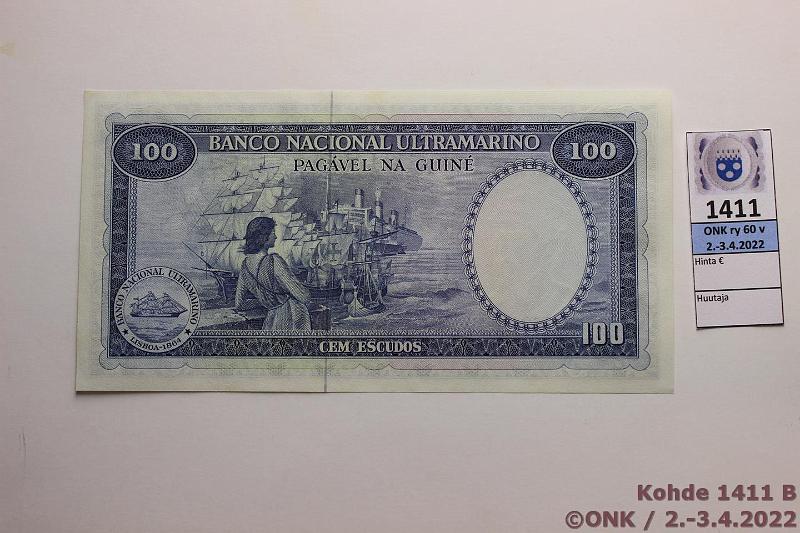 BANCO NACIONAL ULTRAMARINO
100
100
PAGÁVEL NA GUINÉ
BANCO NACIONAL ULTRAMARINO
LISBOA-1864
CEM ESCUDOS
100
1411
ONK ry 60 v
2.-3.4.2022
Hinta €
Huutaja
Kohde 1411 B
©ONK / 2.-3.4.2022